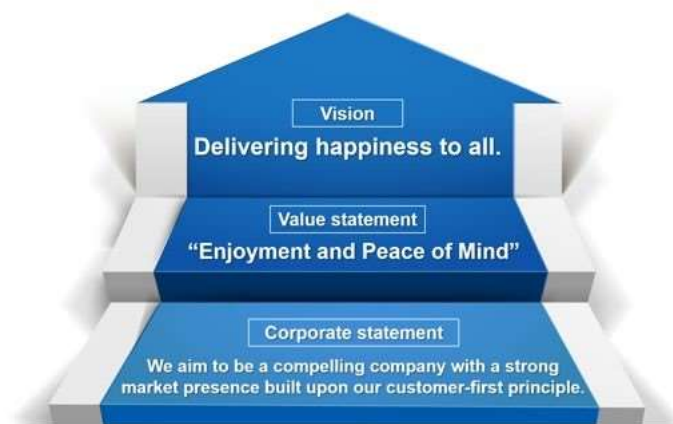 Vision
Delivering happiness to all.
Value statement
“Enjoyment and Peace of Mind”
Corporate statement
We aim to be a compelling company with a strong
market presence built upon our customer-first principle.